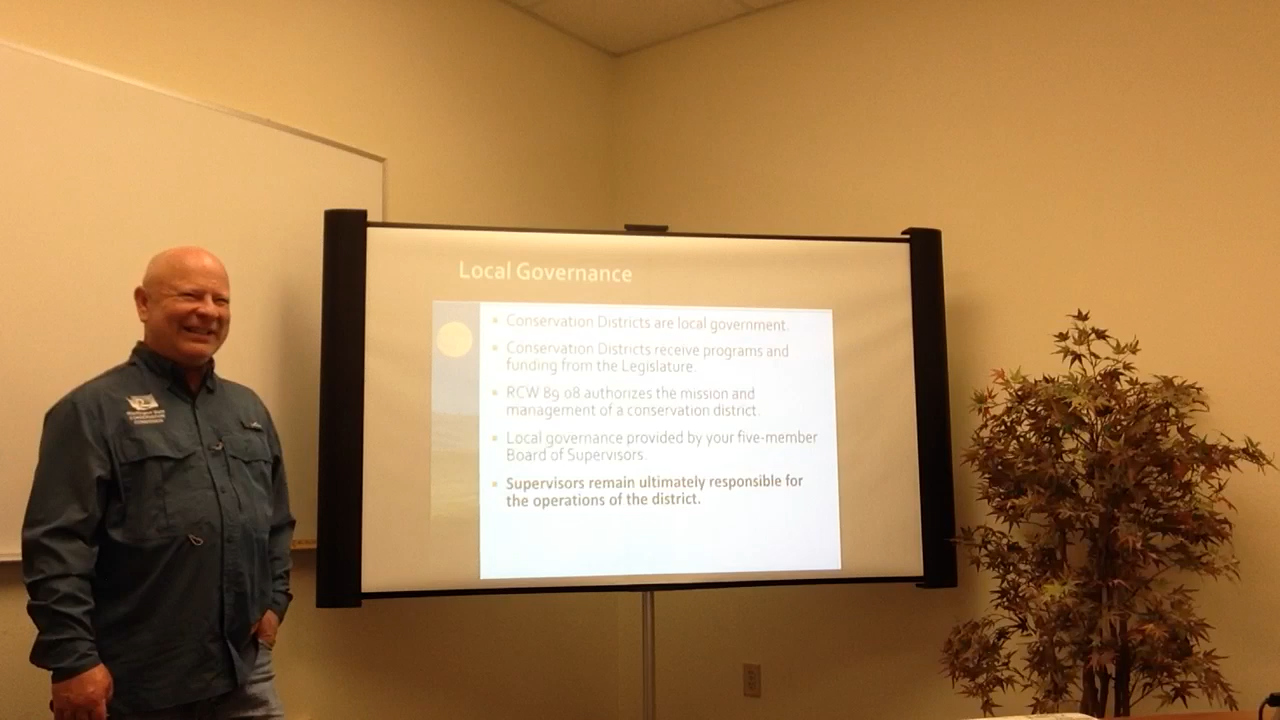 Local Governance
Conservation Districts are local government.
Conservation Districts receive programs and
funding from the Legislature.
RCW 89 08 authorizes the mission and
management of a conservation district.
Local governance provided by your five-member
Board of Supervisors.
Supervisors remain ultimately responsible for
the operations of the district.
Washington State